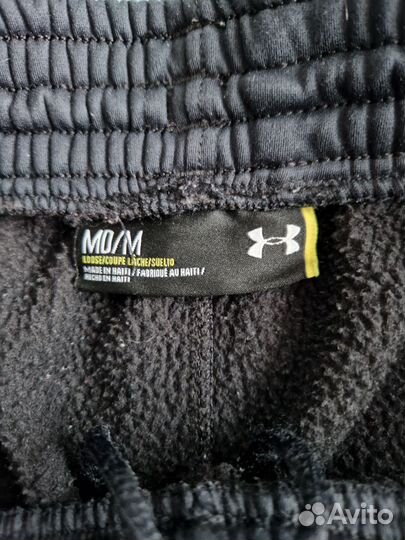 MD/M
LOOSE/COUPE LÂCHE/SUELTO
MADE IN HAITI / FABRIQUÉ AU HAITI /
HECHO EN HAITI
Avito